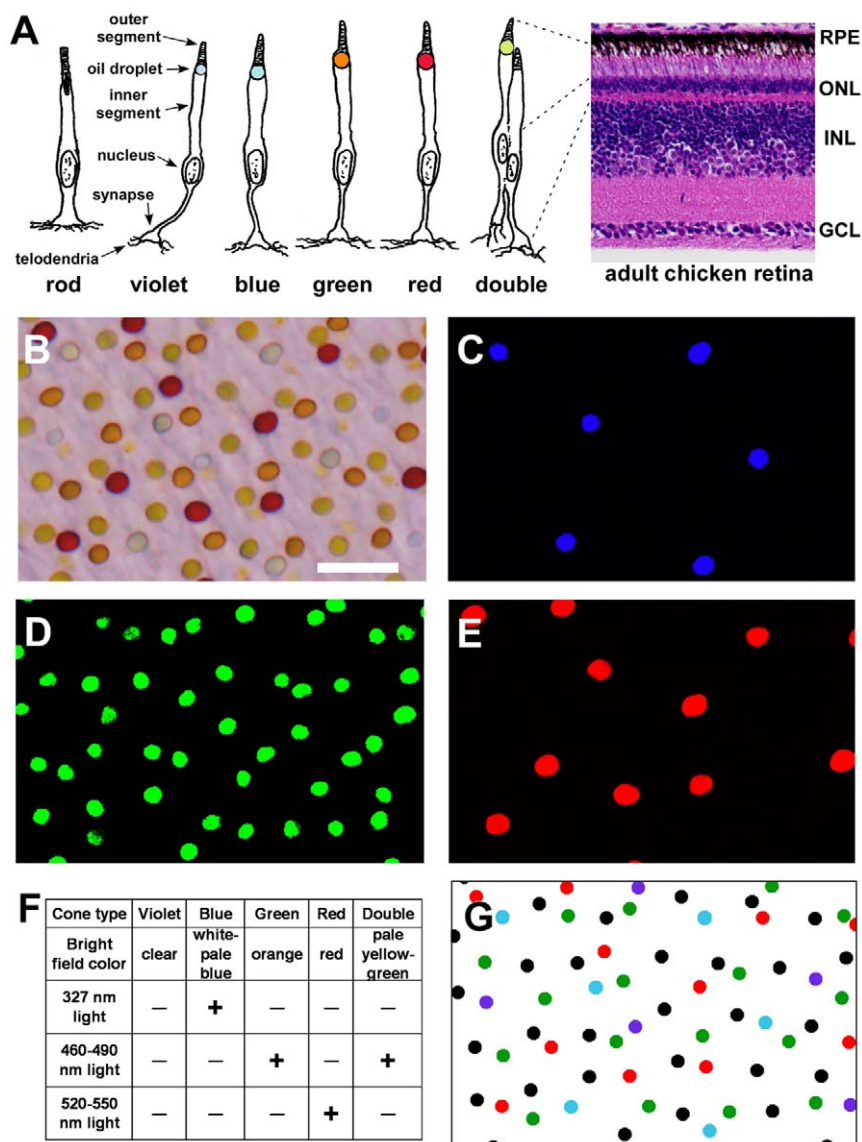 A
outer
segment
oil droplet
inner
segment
nucleus
synapse
telodendria
rod
violet
blue
green
red
double
RPE
ONL
INL
GCL
adult chicken retina
B
C
D
E
F
Cone type Violet Blue Green Red Double
Bright
field color
clear
white-
pale
blue
orange
red
pale
yellow-
green
327 nm
light
– + – – –
460-490
nm light
– – + – +
520-550
nm light
– – – + –
G